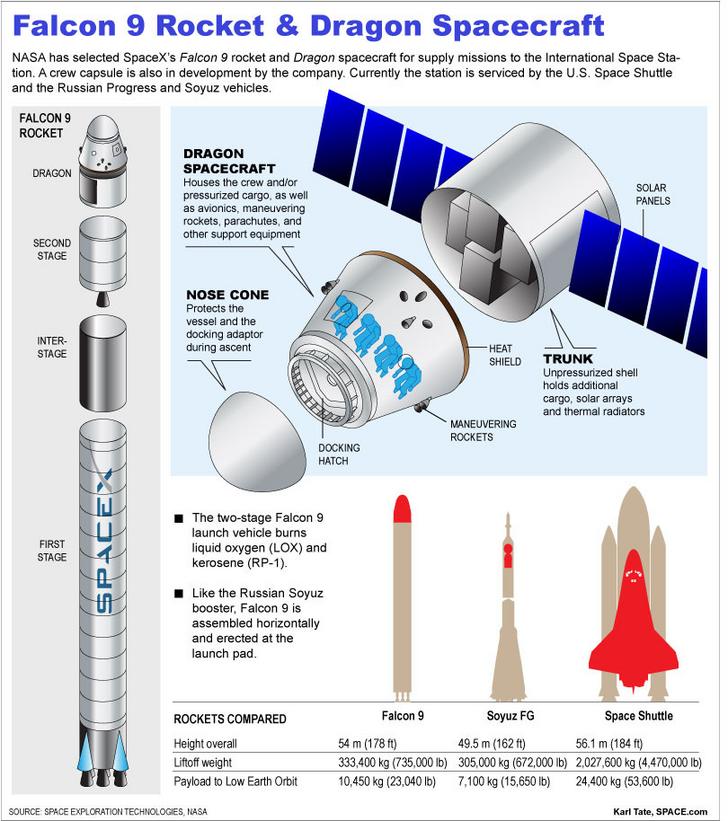 Falcon 9 Rocket & Dragon Spacecraft
NASA has selected SpaceX's Falcon 9 rocket and Dragon spacecraft for supply missions to the International Space Sta-
tion. A crew capsule is also in development by the company. Currently the station is serviced by the U.S. Space Shuttle
and the Russian Progress and Soyuz vehicles.
FALCON 9
ROCKET
DRAGON
SECOND
STAGE
INTER-
STAGE
FIRST
STAGE
SPACEX
DRAGON
SPACECRAFT
Houses the crew and/or
pressurized cargo, as well
as avionics, maneuvering
rockets, parachutes, and
other support equipment
NOSE CONE
Protects the
vessel and the
docking adaptor
during ascent
SOLAR
PANELS
HEAT
SHIELD
TRUNK
Unpressurized shell
holds additional
cargo, solar arrays
and thermal radiators
MANEUVERING
ROCKETS
DOCKING
HATCH
■ The two-stage Falcon 9
launch vehicle burns
liquid oxygen (LOX) and
kerosene (RP-1).
■ Like the Russian Soyuz
booster, Falcon 9 is
assembled horizontally
and erected at the
launch pad.
ROCKETS COMPARED Falcon 9 Soyuz FG Space Shuttle
Height overall 54 m (178 ft) 49.5 m (162 ft) 56.1 m (184 ft)
Liftoff weight 333,400 kg (735,000 lb) 305,000 kg (672,000 lb) 2,027,600 kg (4,470,000 lb)
Payload to Low Earth Orbit 10,450 kg (23,040 lb) 7,100 kg (15,650 lb) 24,400 kg (53,600 lb)
SOURCE: SPACE EXPLORATION TECHNOLOGIES, NASA
Karl Tate, SPACE.com